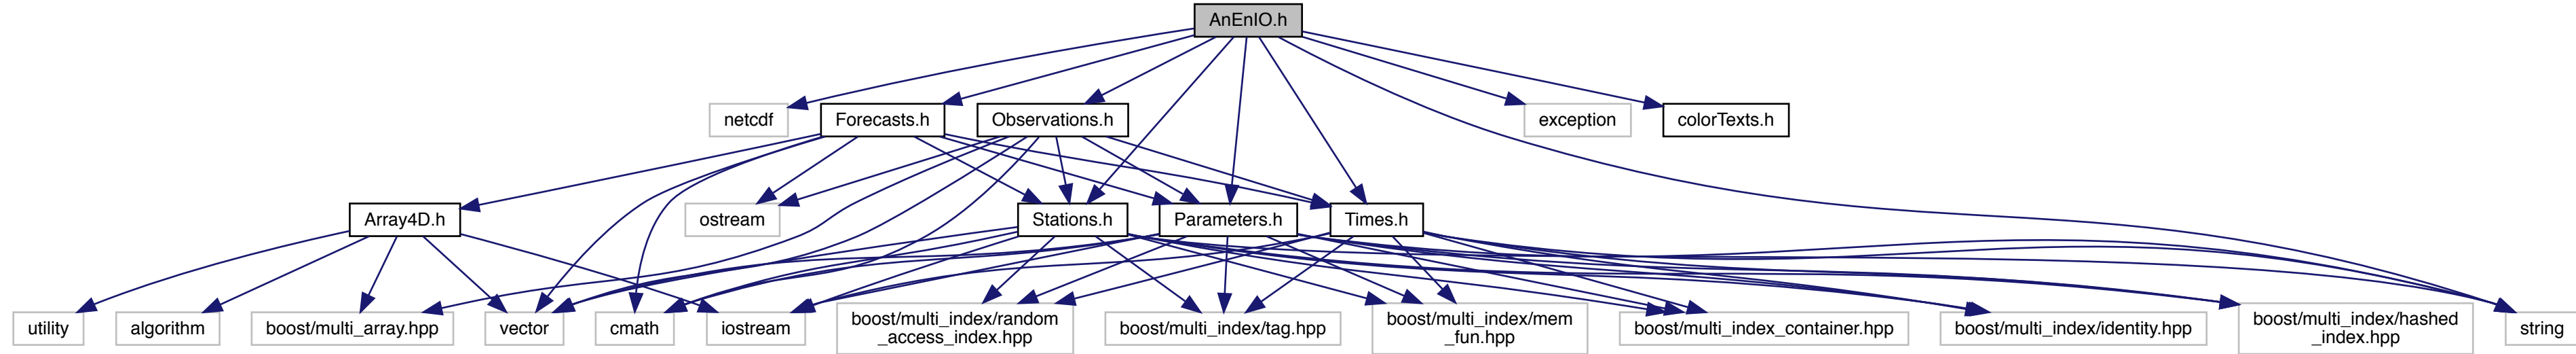 AnEnIO.h
netcdf
Forecasts.h
Observations.h
exception
colorTexts.h
Array4D.h
ostream
Stations.h
Parameters.h
Times.h
utility
algorithm
boost/multi_array.hpp
vector
cmath
iostream
boost/multi_index/random
_access_index.hpp
boost/multi_index/tag.hpp
boost/multi_index/mem
_fun.hpp
boost/multi_index_container.hpp
boost/multi_index/identity.hpp
boost/multi_index/hashed
_index.hpp
string